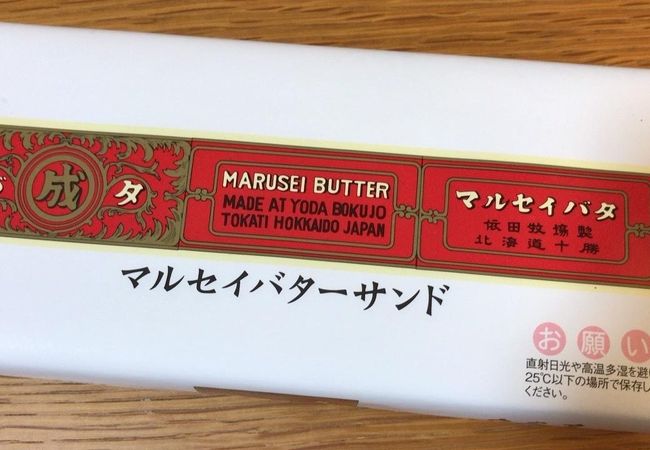 成
タ
MARUSEI BUTTER
MADE AT YODA BOKUJO
TOKATI HOKKAIDO JAPAN
マルセイバタ
依田牧場製
北海道十勝
マルセイバターサンド
お願い
直射日光や高温多湿を避
25℃以下の場所で保存し
ください。